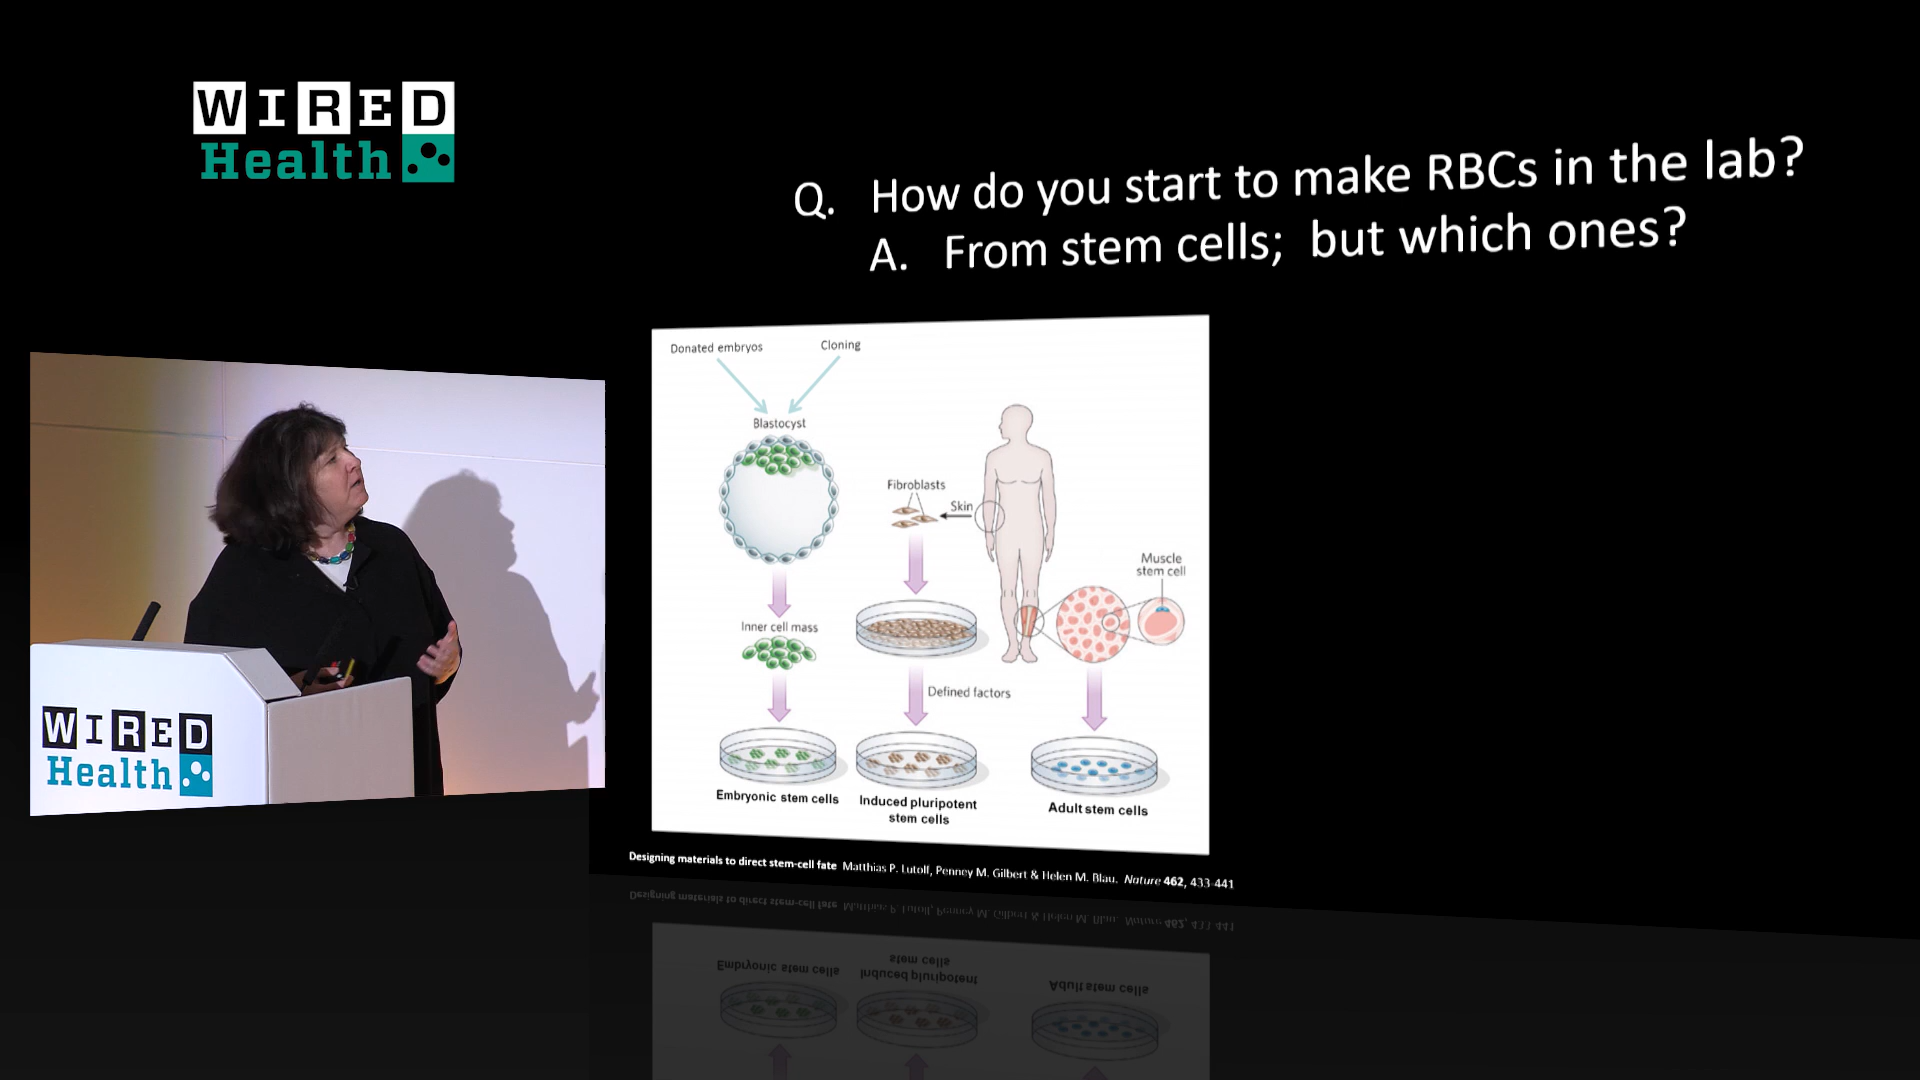 WIRED
Health
Q. How do you start to make RBCs in the lab?
A. From stem cells; but which ones?
Donated embryos
Cloning
Blastocyst
Fibroblasts
Skin
Muscle
stem cell
Inner cell mass
Defined factors
Embryonic stem cells
Induced pluripotent
stem cells
Adult stem cells
Designing materials to direct stem-cell fate Matthias P. Lutolf, Penney M. Gilbert & Helen M. Blau. Nature 462, 433-441
WIRED
Health